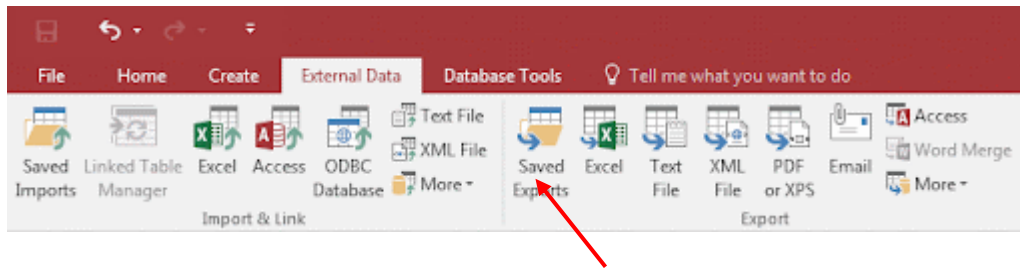 File Home Create External Data Database Tools Tell me what you want to do
Saved Imports
Linked Table Manager
Excel
Access
ODBC Database
Text File
XML File
More
Import & Link
Saved Exports
Excel
Text File
XML File
PDF or XPS
Email
Access
Word Merge
More
Export